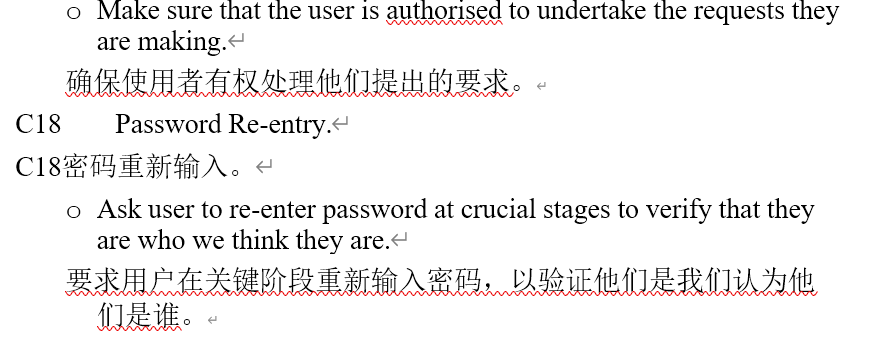 o Make sure that the user is authorised to undertake the requests they
are making.↵
确保使用者有权处理他们提出的要求。↵
C18 Password Re-entry.↵
C18密码重新输入。↵
o Ask user to re-enter password at crucial stages to verify that they
are who we think they are.↵
要求用户在关键阶段重新输入密码，以验证他们是我们认为他
们是谁。↵